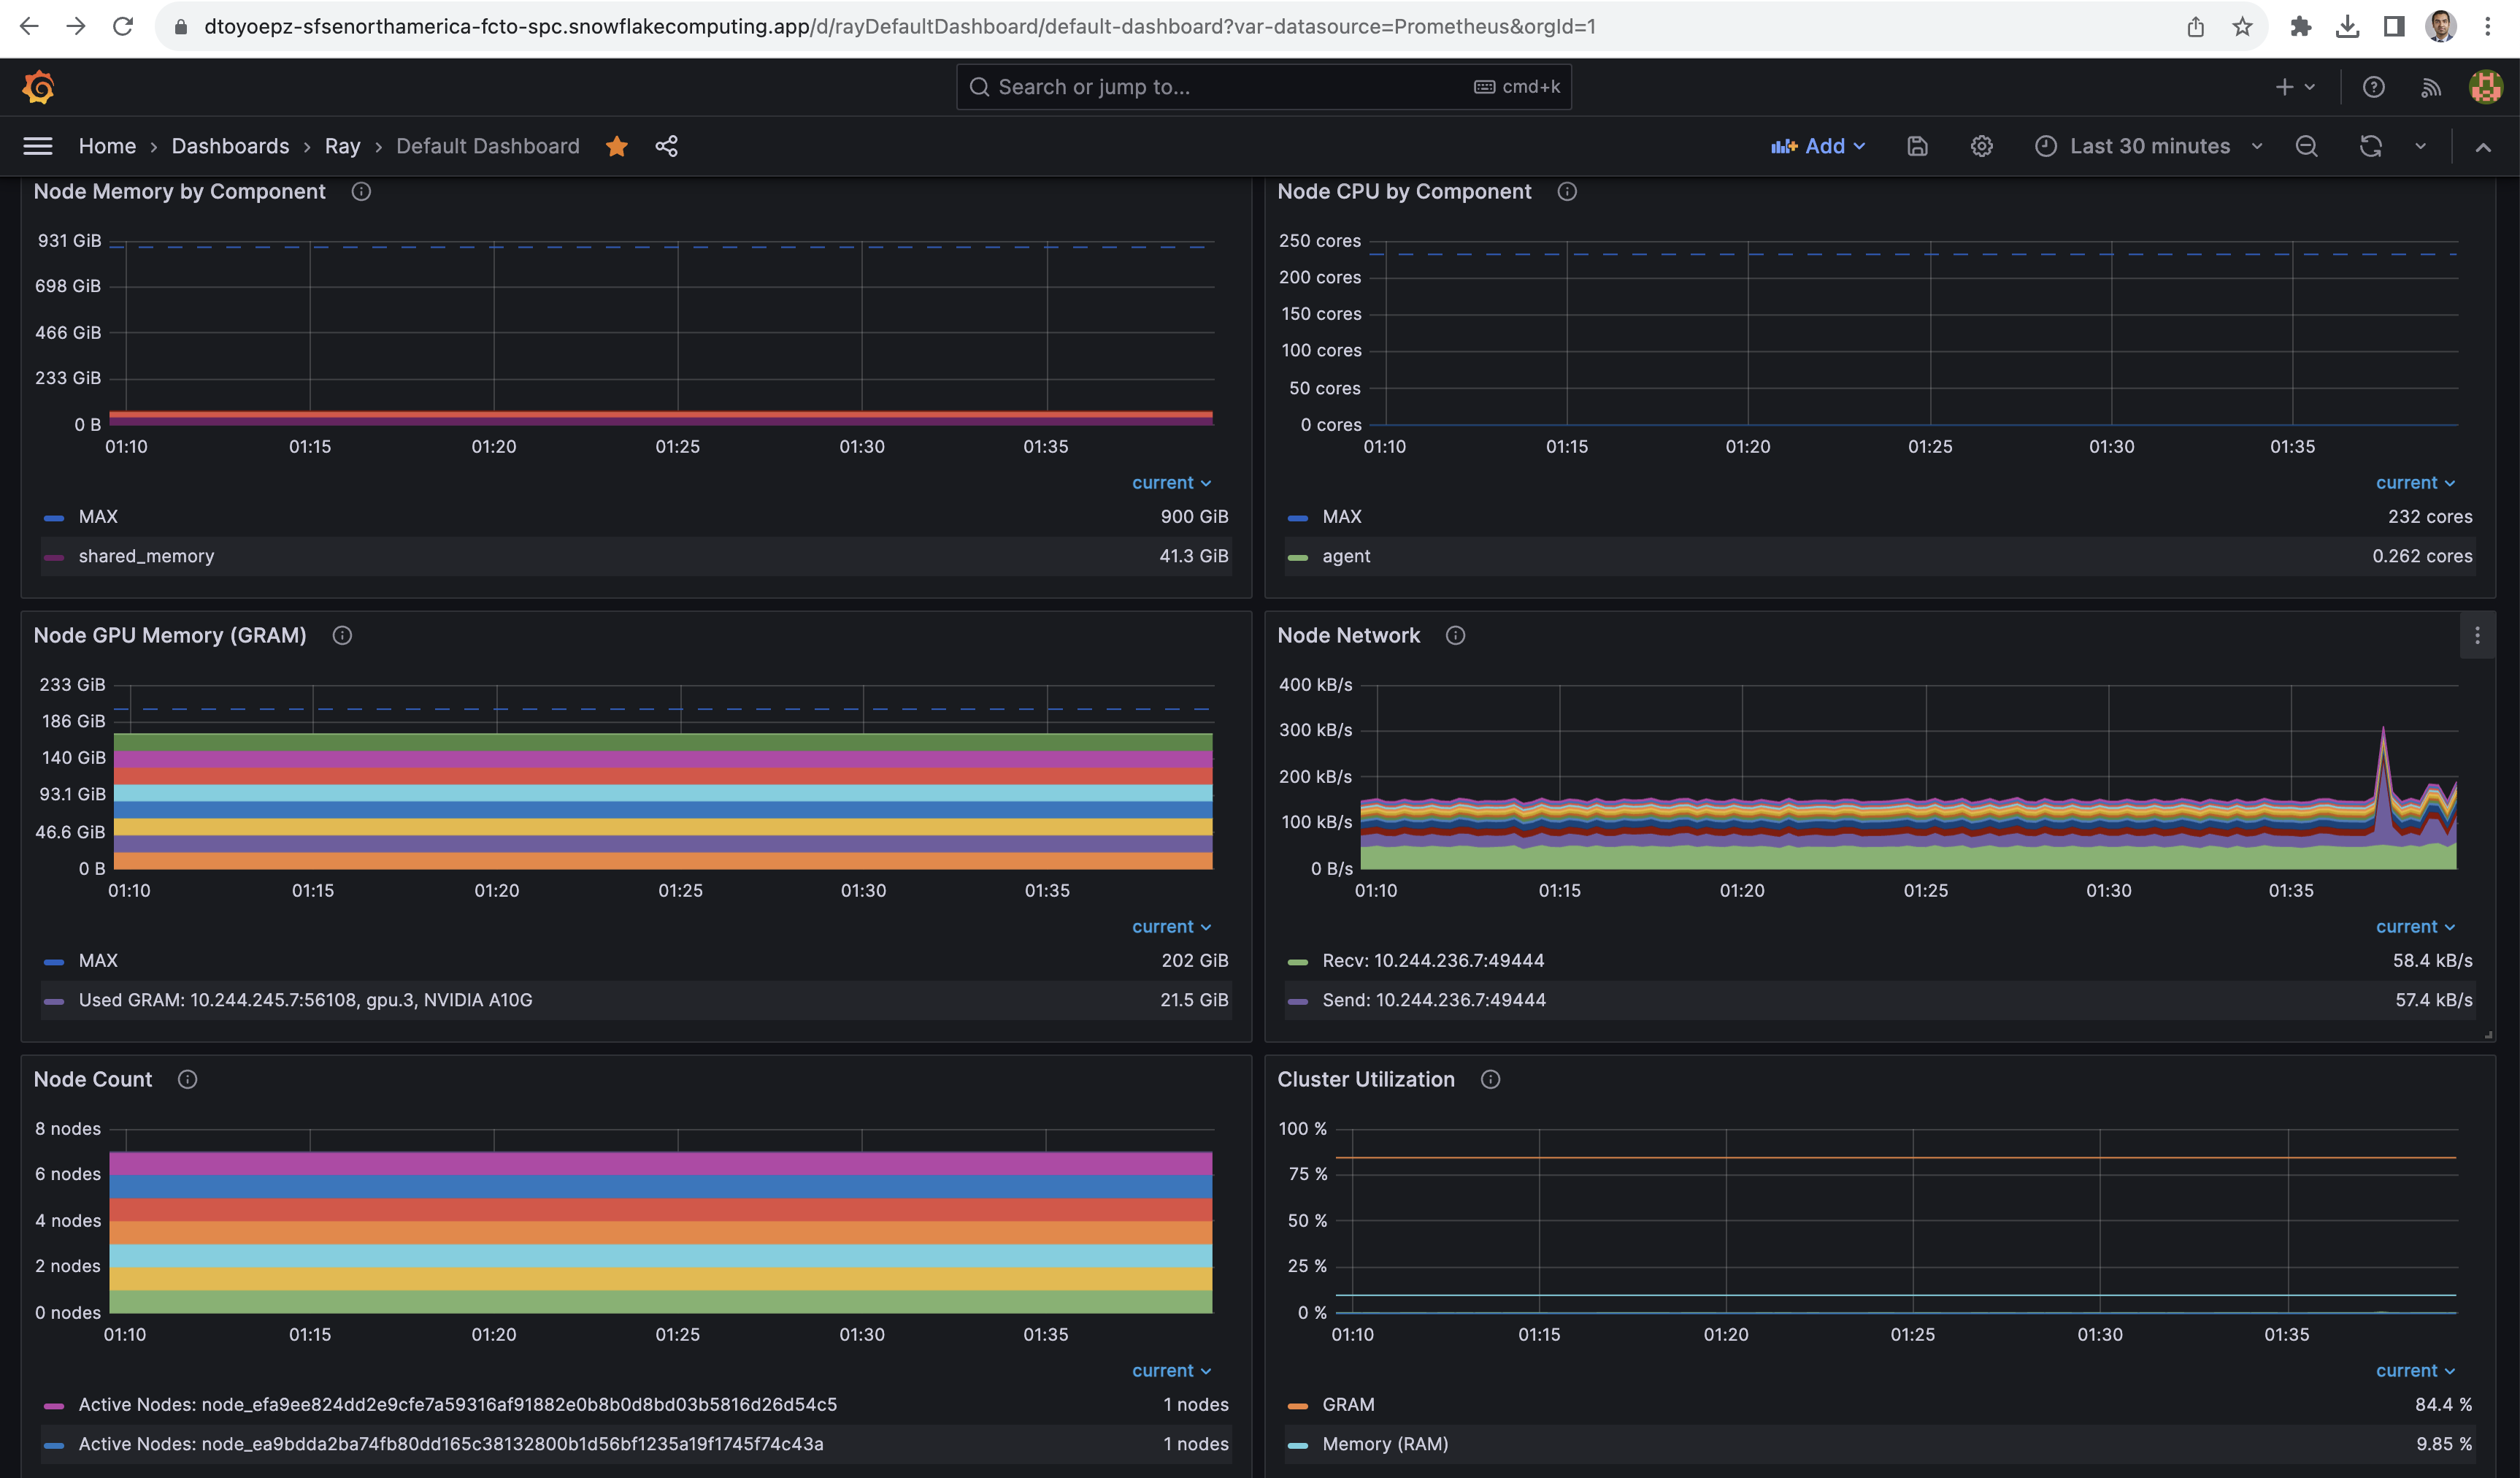 dtoyoepz-sfsenorthamerica-fcto-spc.snowflakecomputing.app/d/rayDefaultDashboard/default-dashboard?var-datasource=Prometheus&orgId=1
Search or jump to... cmd+k
Home > Dashboards > Ray > Default Dashboard Add Last 30 minutes
Node Memory by Component
931 GiB
698 GiB
466 GiB
233 GiB
0 B
01:10 01:15 01:20 01:25 01:30 01:35
current
MAX 900 GiB
shared_memory 41.3 GiB
Node CPU by Component
250 cores
200 cores
150 cores
100 cores
50 cores
0 cores
01:10 01:15 01:20 01:25 01:30 01:35
current
MAX 232 cores
agent 0.262 cores
Node GPU Memory (GRAM)
233 GiB
186 GiB
140 GiB
93.1 GiB
46.6 GiB
0 B
01:10 01:15 01:20 01:25 01:30 01:35
current
MAX 202 GiB
Used GRAM: 10.244.245.7:56108, gpu.3, NVIDIA A10G 21.5 GiB
Node Network
400 kB/s
300 kB/s
200 kB/s
100 kB/s
0 B/s
01:10 01:15 01:20 01:25 01:30 01:35
current
Recv: 10.244.236.7:49444 58.4 kB/s
Send: 10.244.236.7:49444 57.4 kB/s
Node Count
8 nodes
6 nodes
4 nodes
2 nodes
0 nodes
01:10 01:15 01:20 01:25 01:30 01:35
current
Active Nodes: node_efa9ee824dd2e9cfe7a59316af91882e0b8b0d8bd03b5816d26d54c5 1 nodes
Active Nodes: node_ea9bdda2ba74fb80dd165c38132800b1d56bf1235a19f1745f74c43a 1 nodes
Cluster Utilization
100 %
75 %
50 %
25 %
0 %
01:10 01:15 01:20 01:25 01:30 01:35
current
GRAM 84.4 %
Memory (RAM) 9.85 %